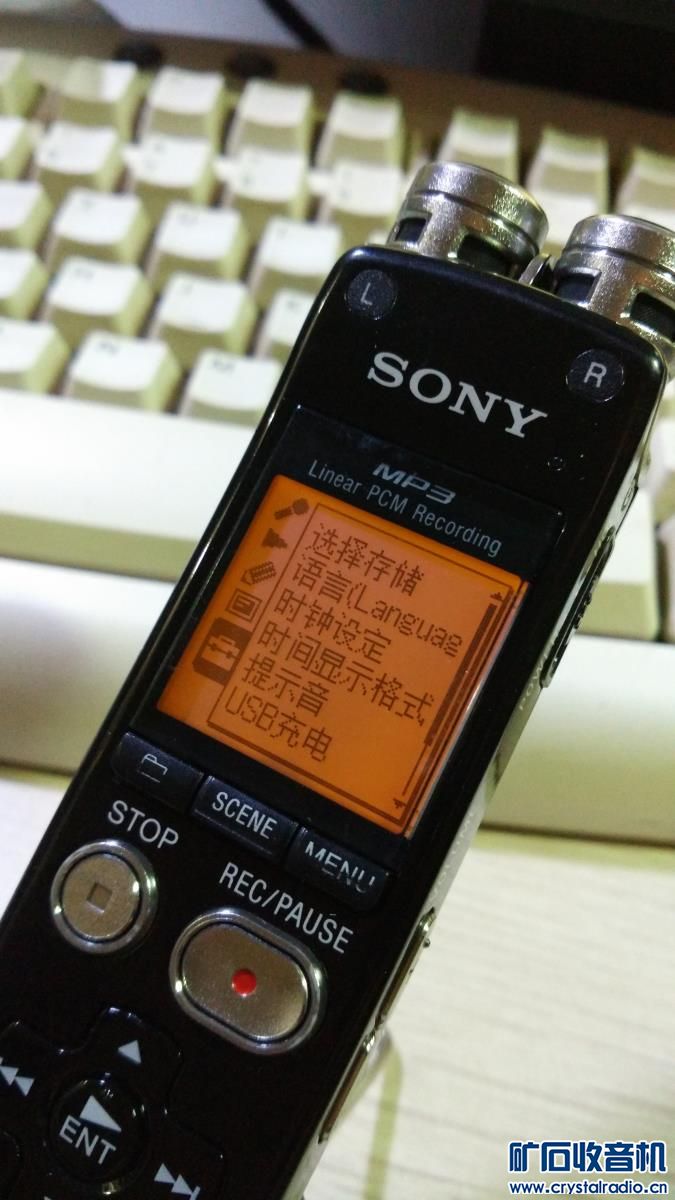 L
R
SONY
MP3
Linear PCM Recording
选择存储
语言(Languag
时钟设定
时间显示格式
提示音
USB充电
SCENE
MENU
STOP
REC/PAUSE
ENT
矿石收音机
www.crystalradio.cn